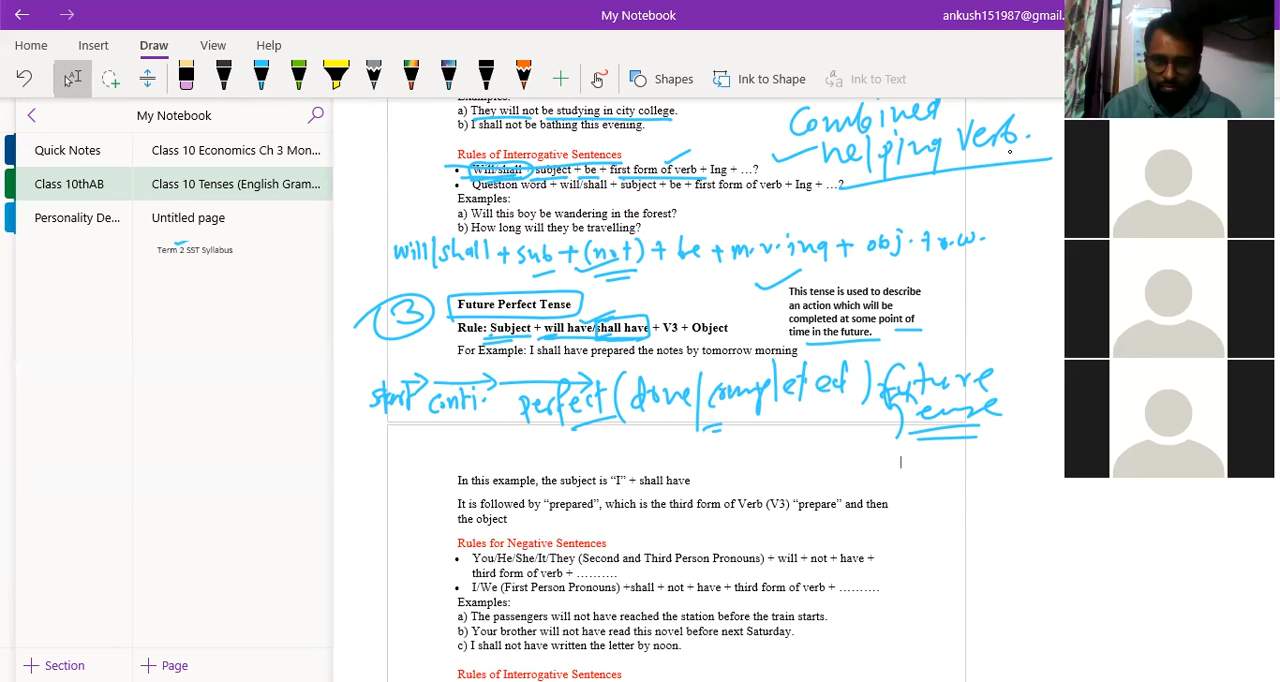 My Notebook
ankush151987@gmail.
Home Insert Draw View Help
Shapes Ink to Shape Ink to Text
My Notebook
Quick Notes
Class 10thAB
Personality De...
Class 10 Economics Ch 3 Mon...
Class 10 Tenses (English Gram...
Untitled page
Term 2 SST Syllabus
Section
Page
Examples:
a) They will not be studying in city college.
b) I shall not be bathing this evening.
Combined
helping Verb.
Rules of Interrogative Sentences
• Will/shall + subject + be + first form of verb + Ing + …?
• Question word + will/shall + subject + be + first form of verb + Ing + …?
Examples:
a) Will this boy be wandering in the forest?
b) How long will they be travelling?
will/shall + sub + (not) + be + m.v.ing + obj. + r.w.
3
Future Perfect Tense
Rule: Subject + will have/shall have + V3 + Object
For Example: I shall have prepared the notes by tomorrow morning
This tense is used to describe
an action which will be
completed at some point of
time in the future.
start conti. perfect (done/completed) future
tense
In this example, the subject is “I” + shall have
It is followed by “prepared”, which is the third form of Verb (V3) “prepare” and then
the object
Rules for Negative Sentences
• You/He/She/It/They (Second and Third Person Pronouns) + will + not + have +
third form of verb + ……….
• I/We (First Person Pronouns) +shall + not + have + third form of verb + ……….
Examples:
a) The passengers will not have reached the station before the train starts.
b) Your brother will not have read this novel before next Saturday.
c) I shall not have written the letter by noon.
Rules of Interrogative Sentences